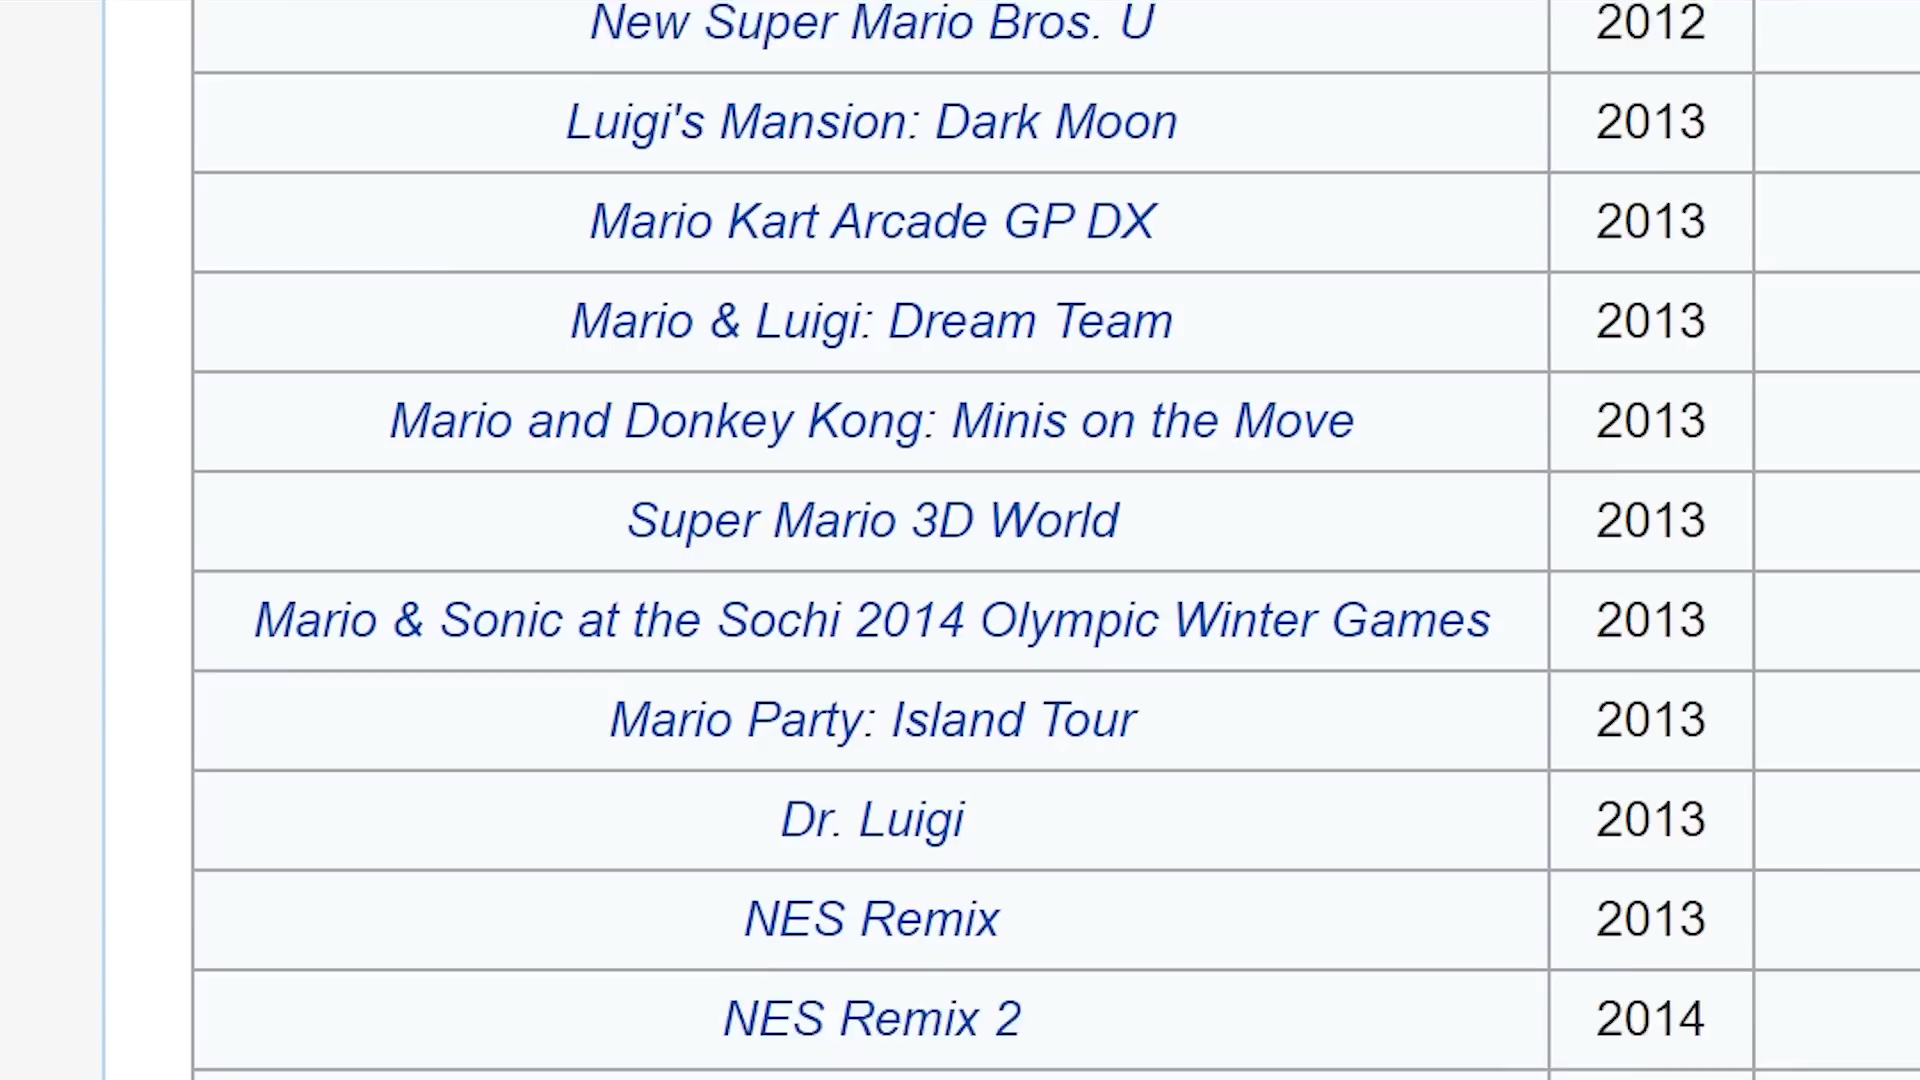 New Super Mario Bros. U 2012
Luigi's Mansion: Dark Moon 2013
Mario Kart Arcade GP DX 2013
Mario & Luigi: Dream Team 2013
Mario and Donkey Kong: Minis on the Move 2013
Super Mario 3D World 2013
Mario & Sonic at the Sochi 2014 Olympic Winter Games 2013
Mario Party: Island Tour 2013
Dr. Luigi 2013
NES Remix 2013
NES Remix 2 2014